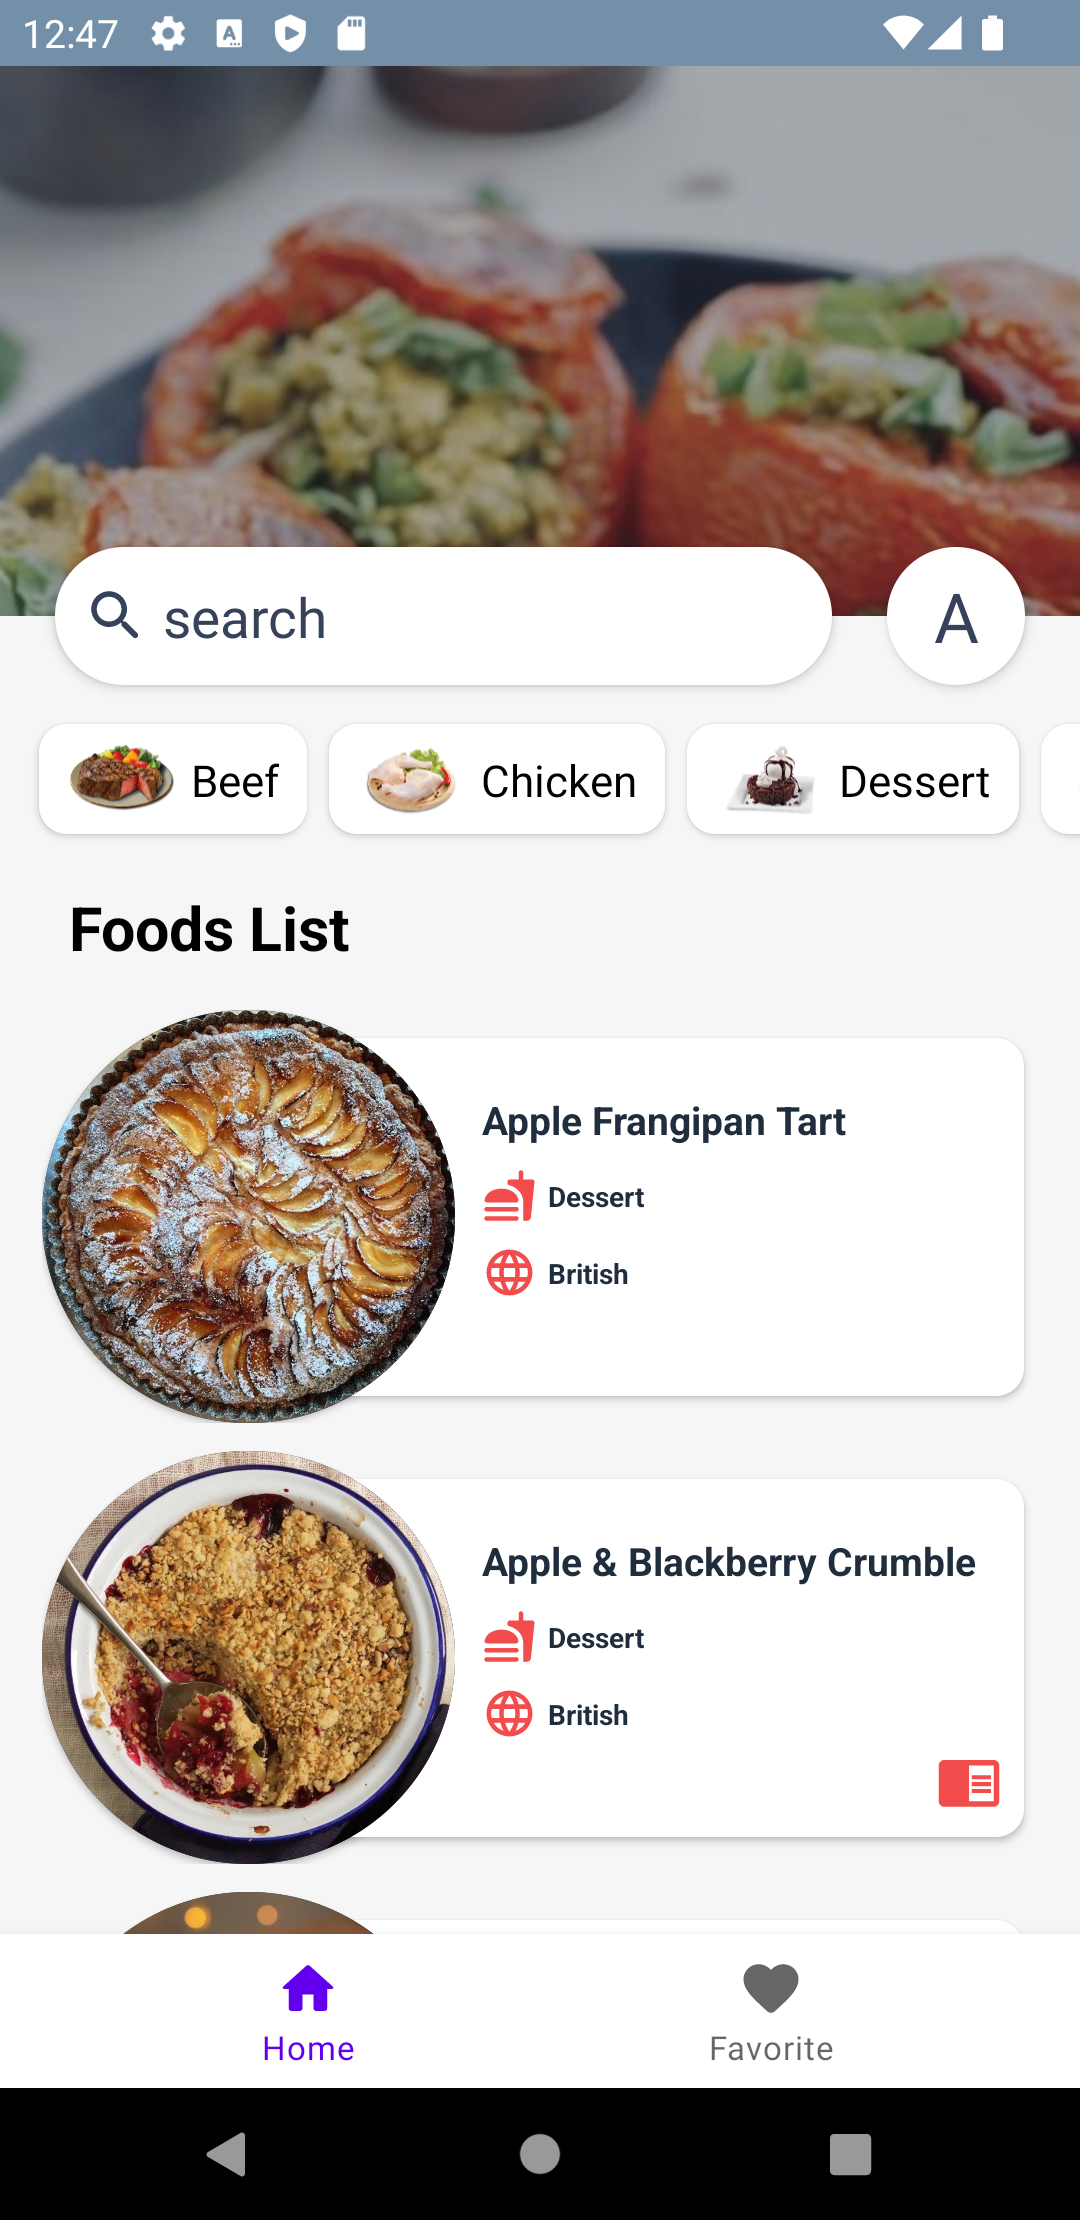 12:47
search
A
Beef
Chicken
Dessert
Foods List
Apple Frangipan Tart
Dessert
British
Apple & Blackberry Crumble
Dessert
British
Home
Favorite